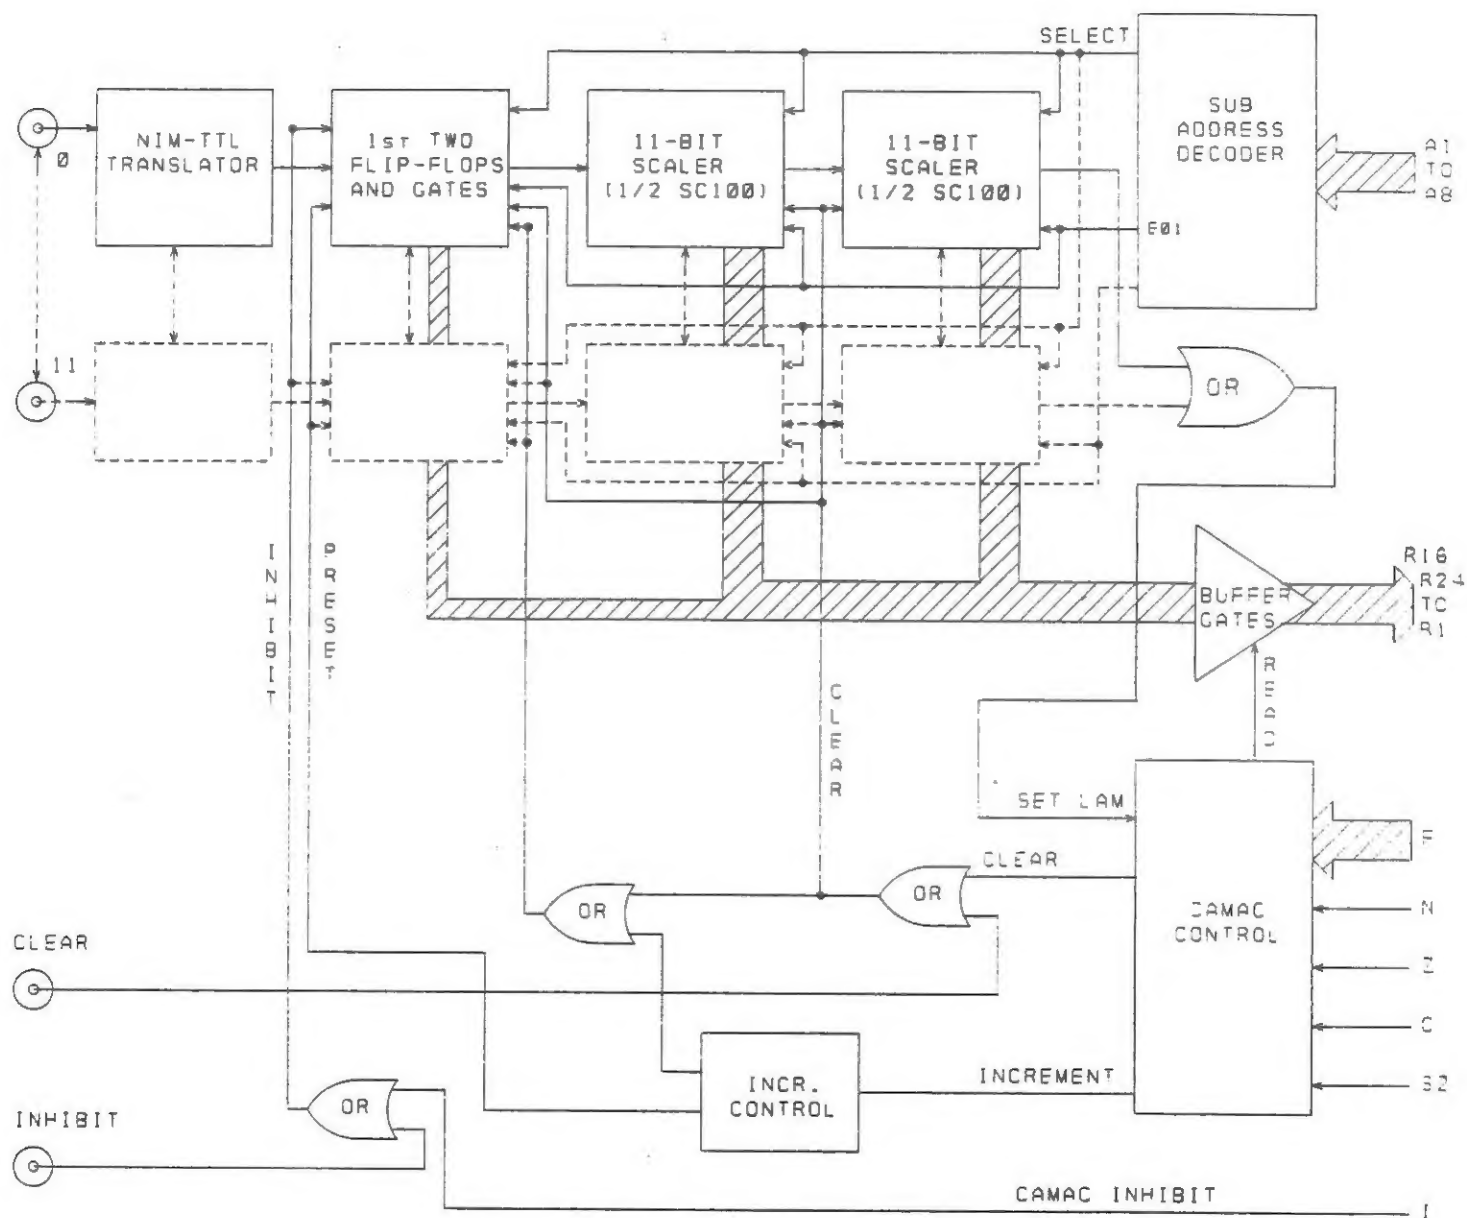 SELECT
NIM-TTL
TRANSLATOR
1st TWO
FLIP-FLOPS
AND GATES
11-BIT
SCALER
(1/2 SC100)
11-BIT
SCALER
(1/2 SC100)
SUB
ADDRESS
DECODER
A1
TO
A8
0
E01
11
OR
INHIBIT
PRESET
CLEAR
BUFFER
GATES
R16
R24
TO
R1
READ
SET LAM
CLEAR
OR
OR
CAMAC
CONTROL
F
N
Z
C
S2
CLEAR
INCR.
CONTROL
INCREMENT
OR
INHIBIT
CAMAC INHIBIT
I